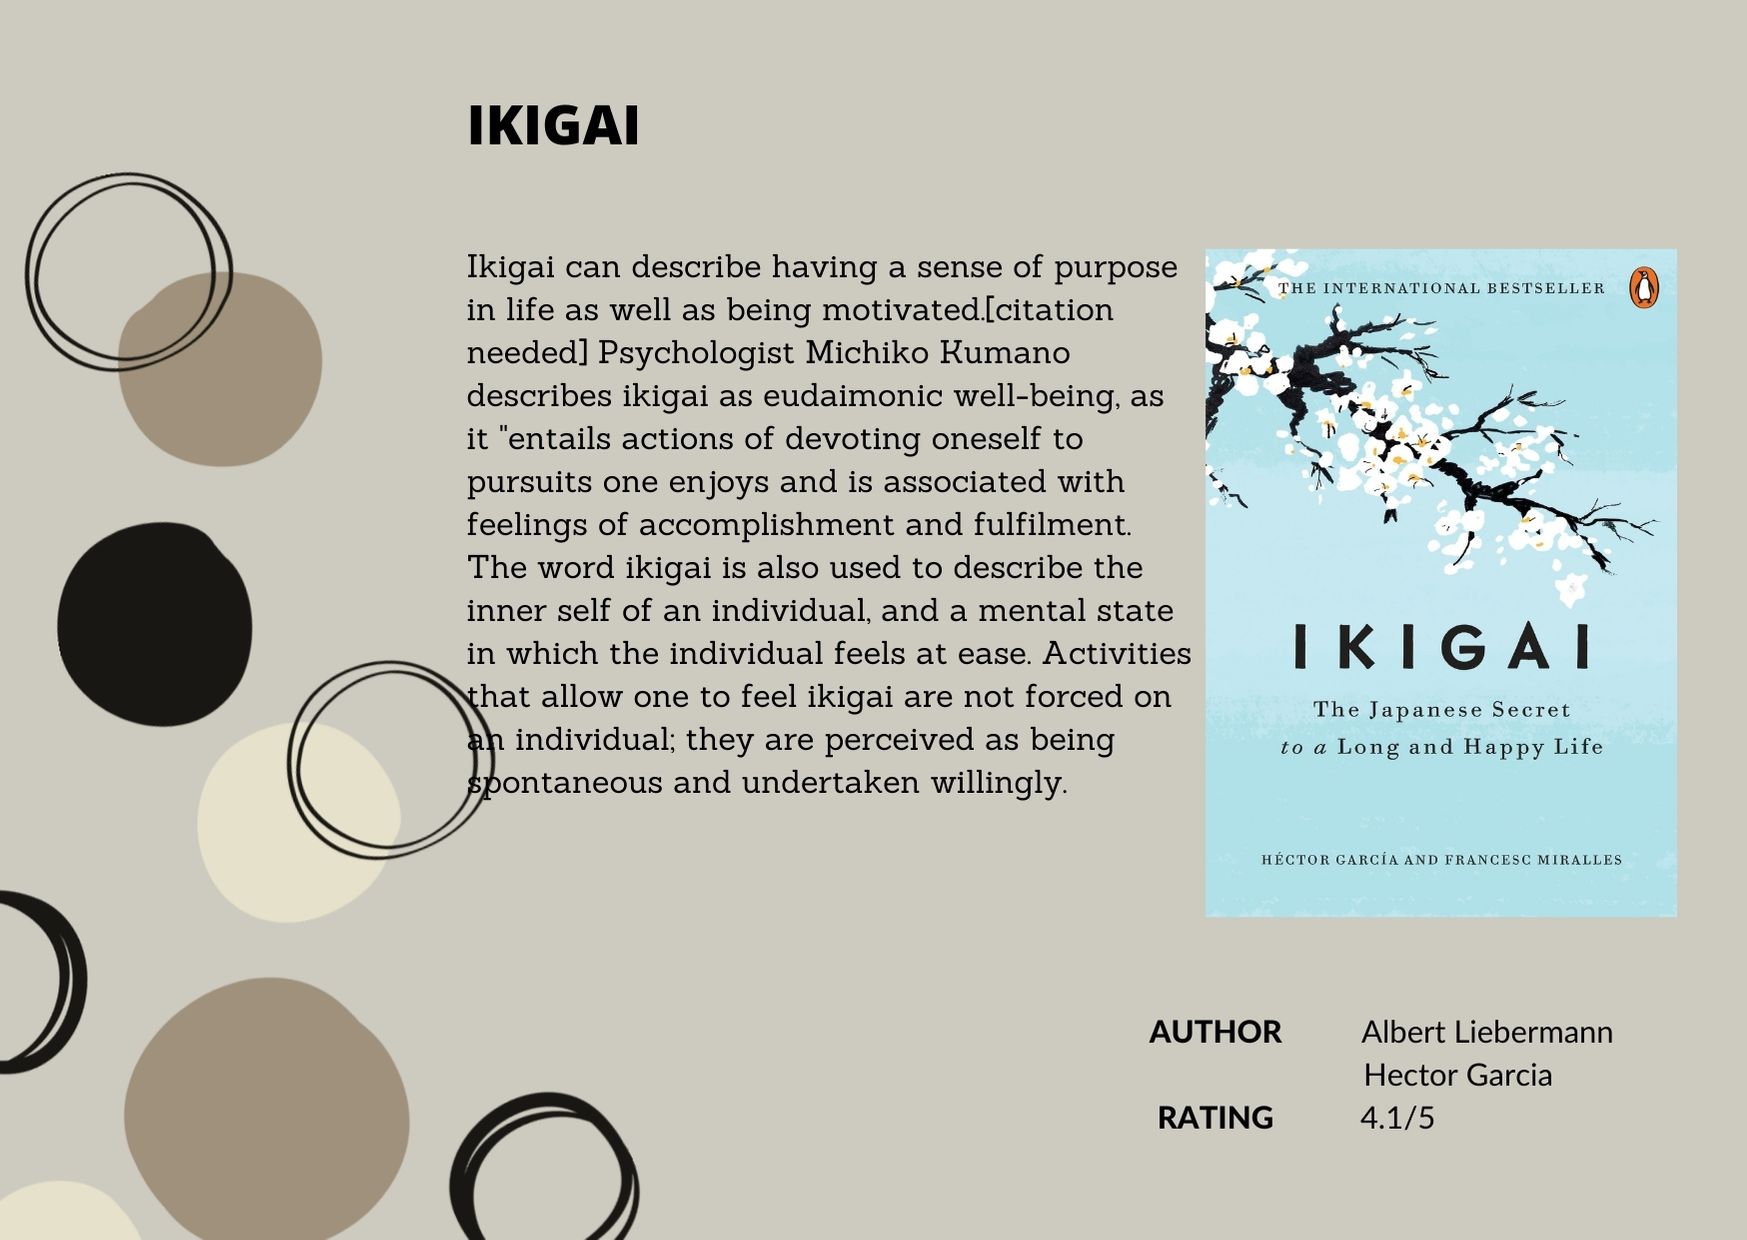 IKIGAI
Ikigai can describe having a sense of purpose
in life as well as being motivated.[citation
needed] Psychologist Michiko Kumano
describes ikigai as eudaimonic well-being, as
it "entails actions of devoting oneself to
pursuits one enjoys and is associated with
feelings of accomplishment and fulfilment.
The word ikigai is also used to describe the
inner self of an individual, and a mental state
in which the individual feels at ease. Activities
that allow one to feel ikigai are not forced on
an individual; they are perceived as being
spontaneous and undertaken willingly.
THE INTERNATIONAL BESTSELLER
IKIGAI
The Japanese Secret
to a Long and Happy Life
HÉCTOR GARCÍA AND FRANCESC MIRALLES
AUTHOR Albert Liebermann
Hector Garcia
RATING 4.1/5